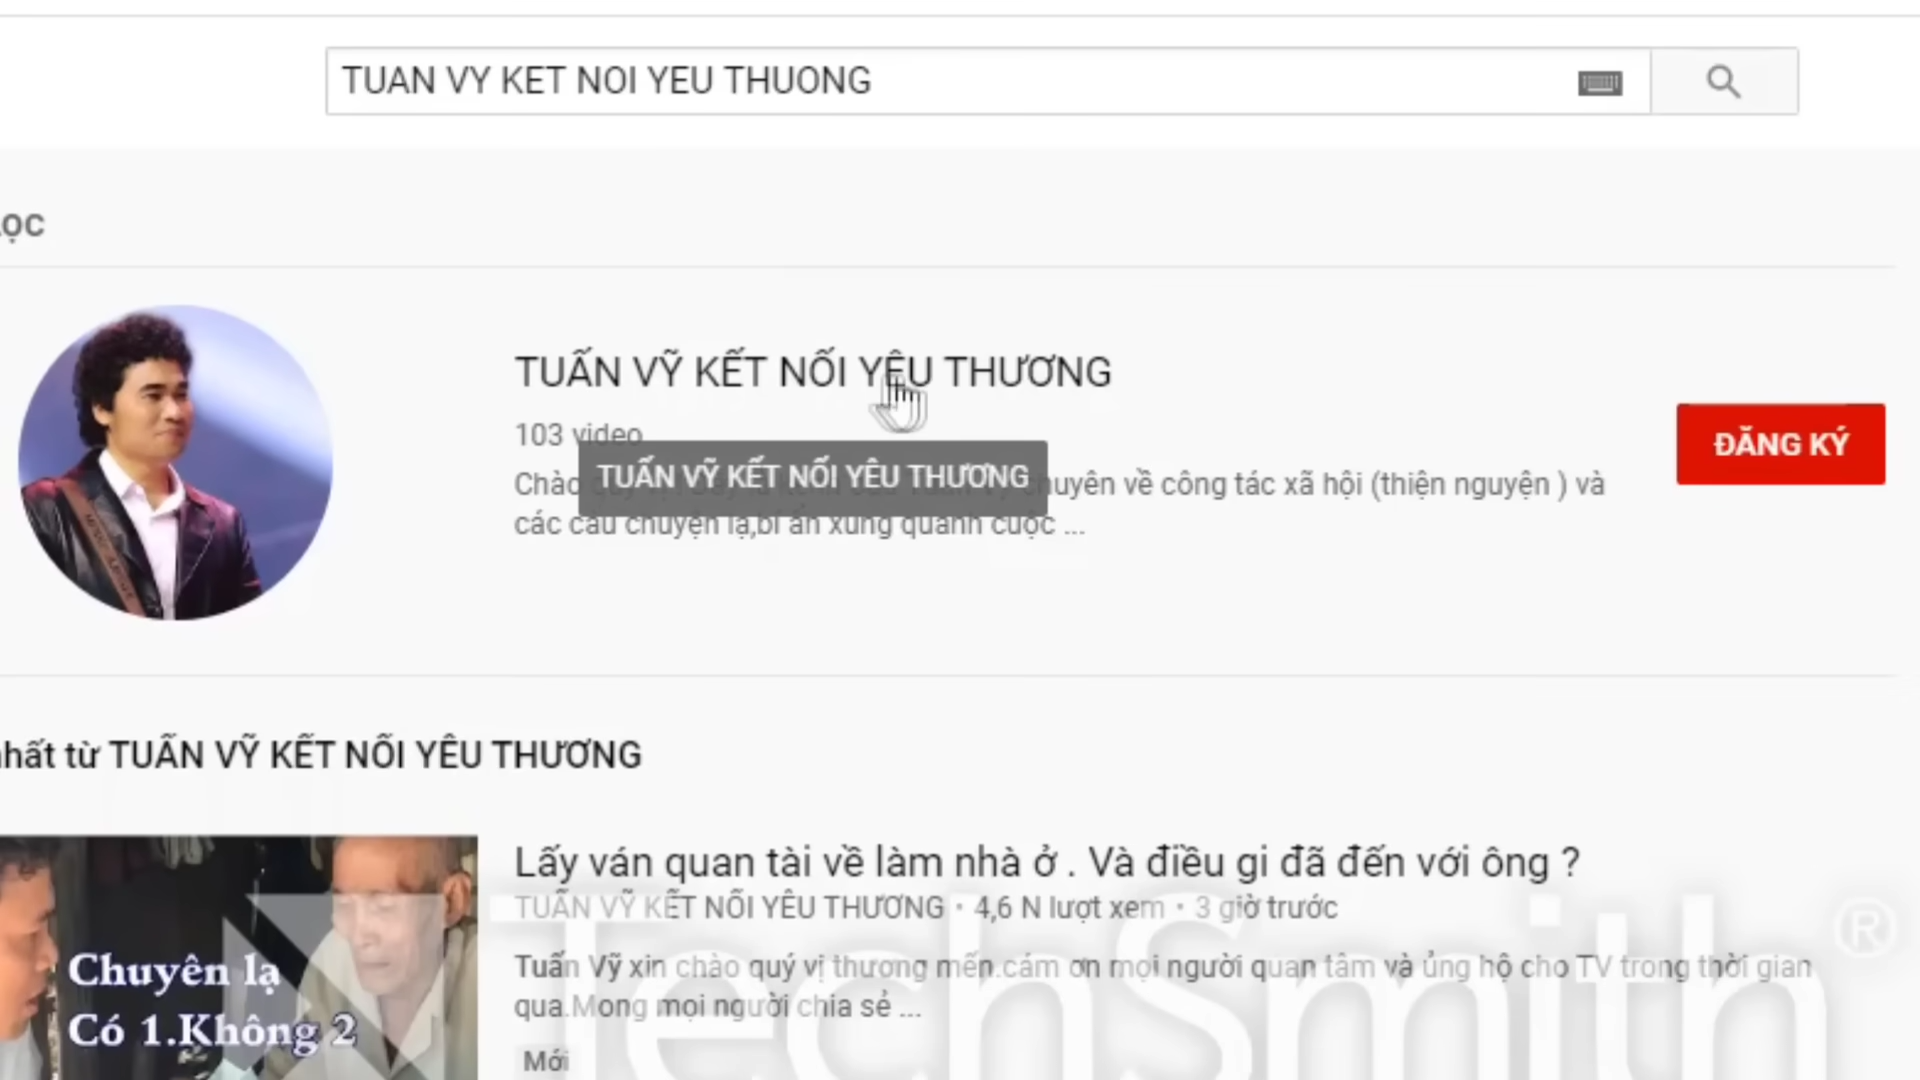 TUAN VY KET NOI YEU THUONG
ỌC
TUẤN VỸ KẾT NỐI YÊU THƯƠNG
103 video
TUẤN VỸ KẾT NỐI YÊU THƯƠNG
ĐĂNG KÝ
Chào chuyên về công tác xã hội (thiện nguyện ) và
các câu chuyện lạ,bí ẩn xung quanh cuộc ...
nhất từ TUẤN VỸ KẾT NỐI YÊU THƯƠNG
Lấy ván quan tài về làm nhà ở . Và điều gi đã đến với ông ?
TUẤN VỸ KẾT NỐI YÊU THƯƠNG • 4,6 N lượt xem • 3 giờ trước
Chuyên lạ
Có 1.Không 2
Tuấn Vỹ xin chào quý vị thương mến.cám ơn mọi người quan tâm và ủng hộ cho TV trong thời gian
qua.Mong mọi người chia sẻ ...
Mới
TechSmith®